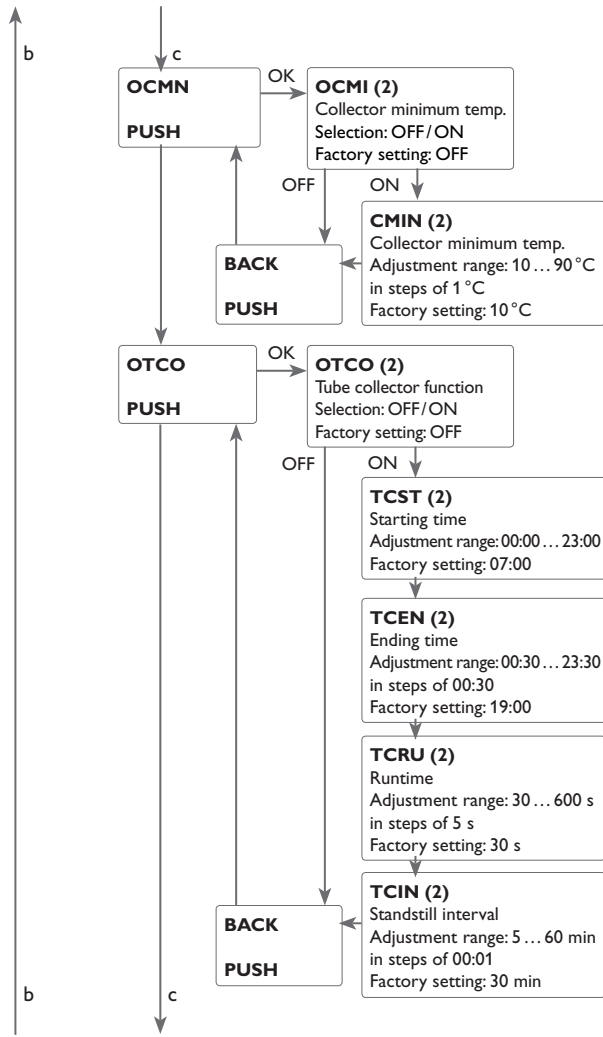 b
c
OCMN
PUSH
OK
OCMI (2)
Collector minimum temp.
Selection: OFF/ON
Factory setting: OFF
OFF
ON
CMIN (2)
Collector minimum temp.
Adjustment range: 10 … 90 °C
in steps of 1 °C
Factory setting: 10 °C
BACK
PUSH
OTCO
PUSH
OK
OTCO (2)
Tube collector function
Selection: OFF/ON
Factory setting: OFF
OFF
ON
TCST (2)
Starting time
Adjustment range: 00:00 … 23:00
Factory setting: 07:00
TCEN (2)
Ending time
Adjustment range: 00:30 … 23:30
in steps of 00:30
Factory setting: 19:00
TCRU (2)
Runtime
Adjustment range: 30 … 600 s
in steps of 5 s
Factory setting: 30 s
TCIN (2)
Standstill interval
Adjustment range: 5 … 60 min
in steps of 00:01
Factory setting: 30 min
BACK
PUSH
b
c